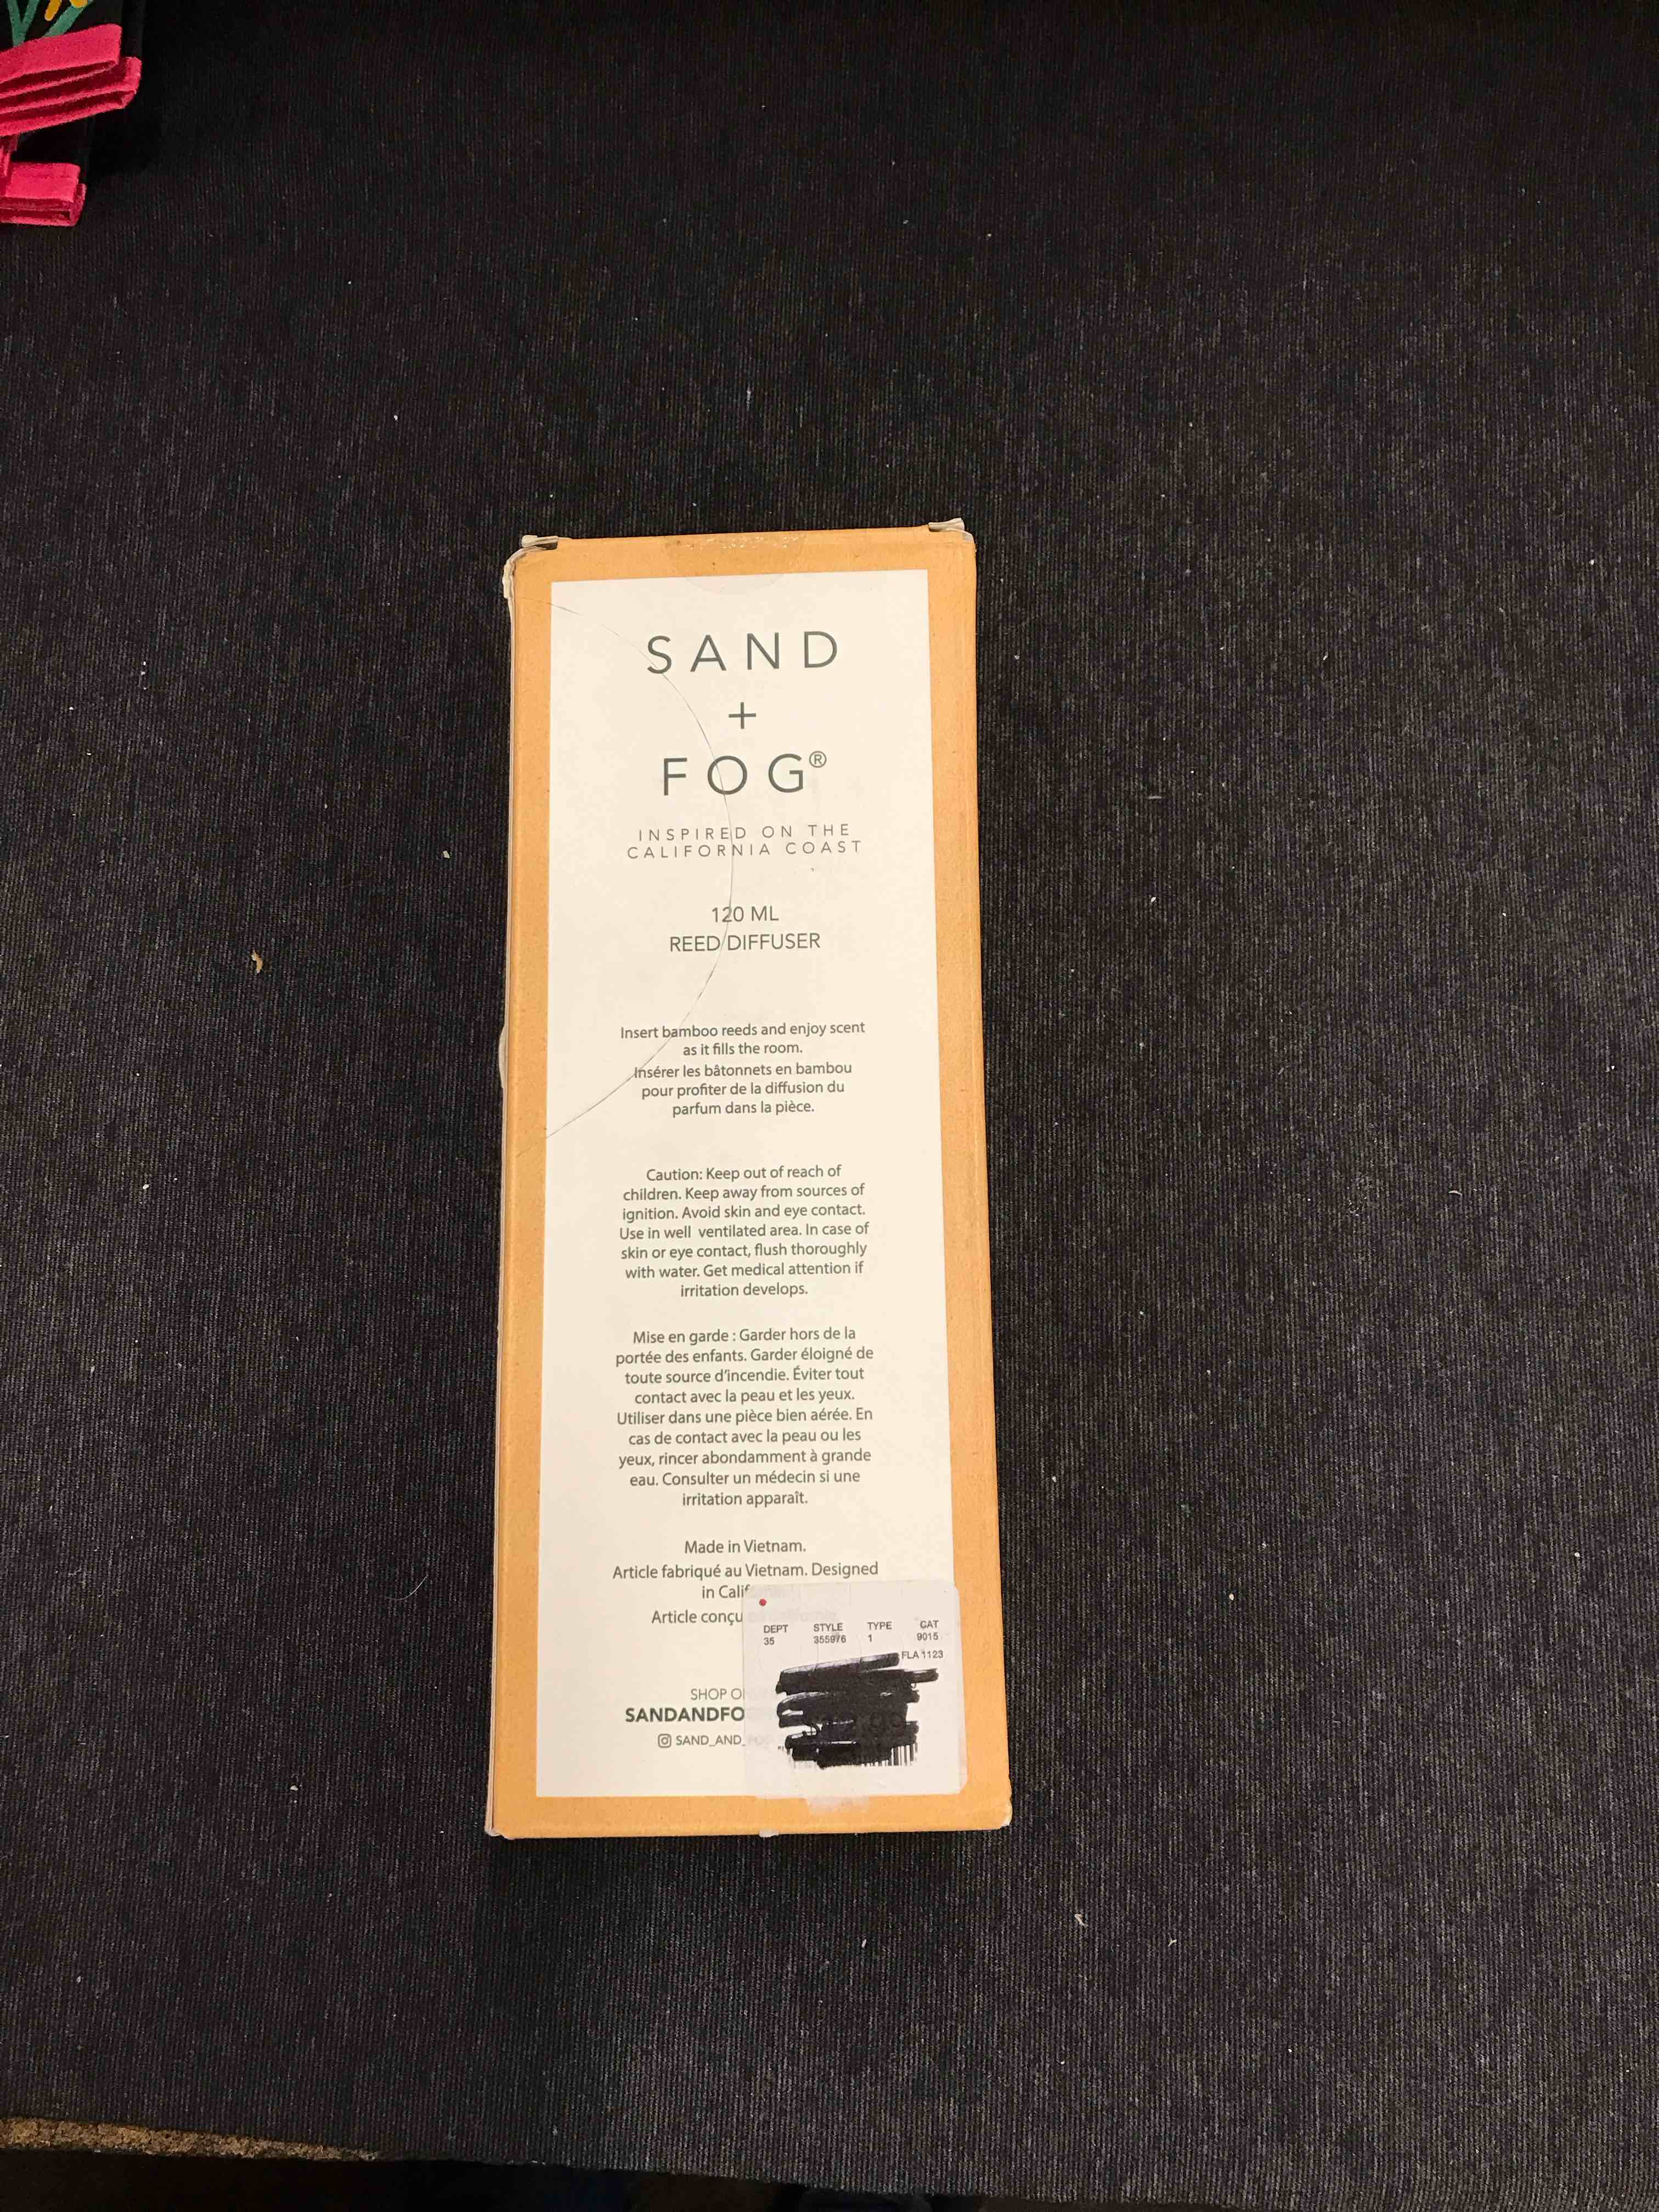 SAND
+
FOG®
INSPIRED ON THE
CALIFORNIA COAST
120 ML
REED DIFFUSER
Insert bamboo reeds and enjoy scent
as it fills the room.
Insérer les bâtonnets en bambou
pour profiter de la diffusion du
parfum dans la pièce.
Caution: Keep out of reach of
children. Keep away from sources of
ignition. Avoid skin and eye contact.
Use in well ventilated area. In case of
skin or eye contact, flush thoroughly
with water. Get medical attention if
irritation develops.
Mise en garde : Garder hors de la
portée des enfants. Garder éloigné de
toute source d'incendie. Éviter tout
contact avec la peau et les yeux.
Utiliser dans une pièce bien aérée. En
cas de contact avec la peau ou les
yeux, rincer abondamment à grande
eau. Consulter un médecin si une
irritation apparaît.
Made in Vietnam.
Article fabriqué au Vietnam. Designed
in Calif
Article conçu
DEPT STYLE TYPE CAT
35 355976 1 9015
FLA 1123
SHOP O
SANDANDFO
SAND_AND_